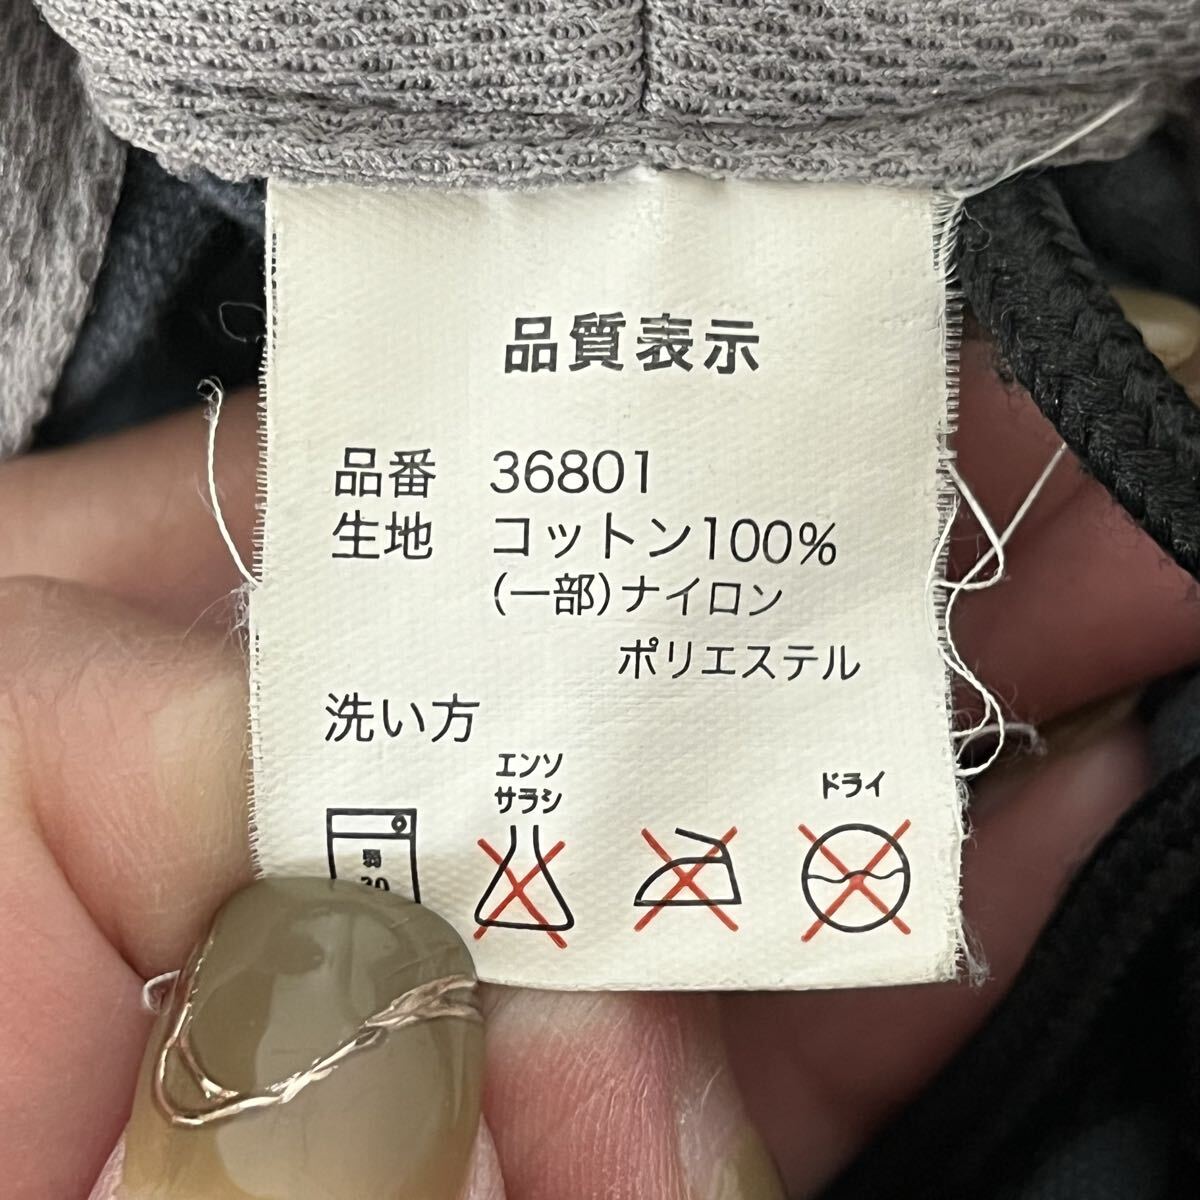 品質表示
品番 36801
生地 コットン100%
(一部)ナイロン
ポリエステル
洗い方
エンソ
サラシ
ドライ
弱
30